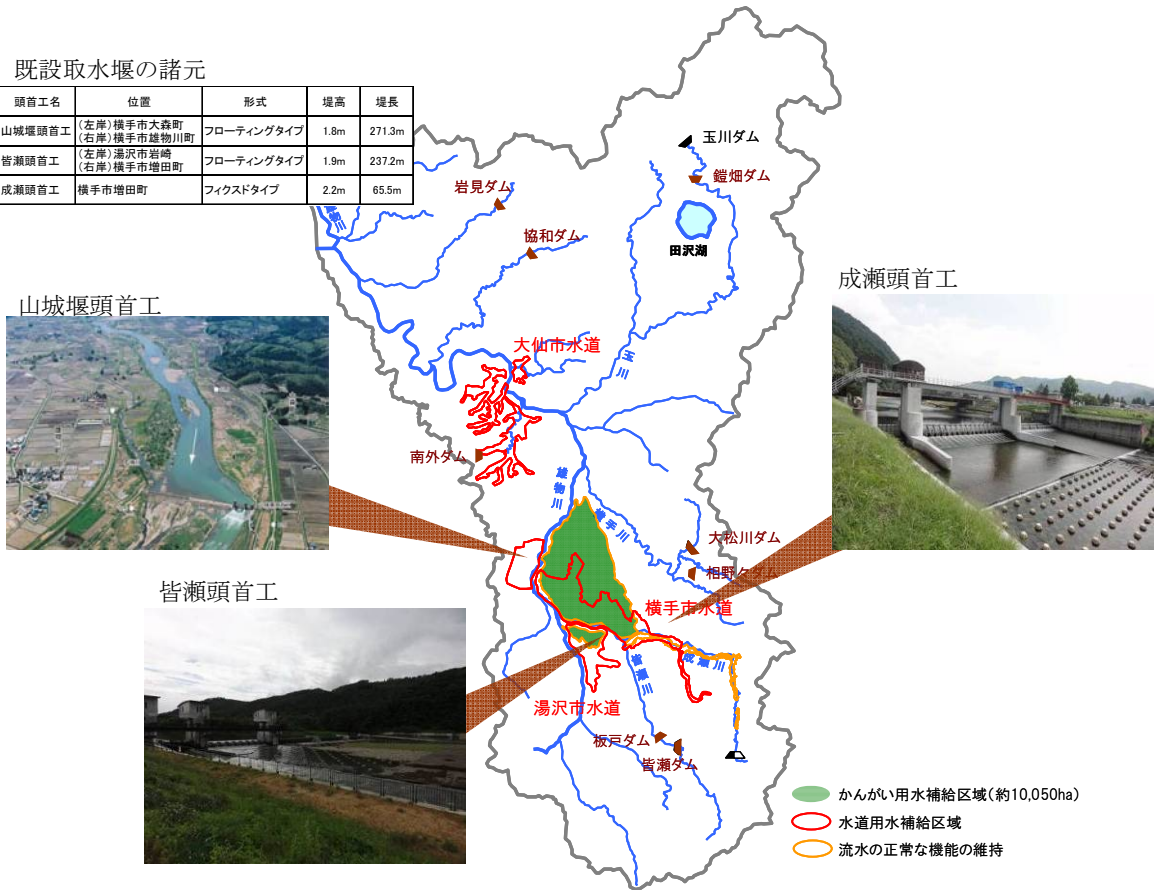 既設取水堰の諸元
頭首工名 位置 形式 堤高 堤長
山城堰頭首工 (左岸)横手市大森町 (右岸)横手市雄物川町 フローティングタイプ 1.8m 271.3m
皆瀬頭首工 (左岸)湯沢市岩崎 (右岸)横手市増田町 フローティングタイプ 1.9m 237.2m
成瀬頭首工 横手市増田町 フィクスドタイプ 2.2m 65.5m
雄物川
玉川ダム
鎧畑ダム
岩見ダム
協和ダム
田沢湖
成瀬頭首工
山城堰頭首工
大仙市水道
玉川
南外ダム
雄物川
横手川
大松川ダム
相野々ダム
皆瀬頭首工
横手市水道
皆瀬川
成瀬川
湯沢市水道
板戸ダム
皆瀬ダム
かんがい用水補給区域(約10,050ha)
水道用水補給区域
流水の正常な機能の維持